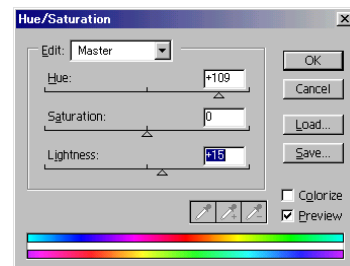 Hue/Saturation
Edit: Master
OK
Hue: +109
Cancel
Saturation: 0
Load...
Lightness: +15
Save...
Colorize
Preview